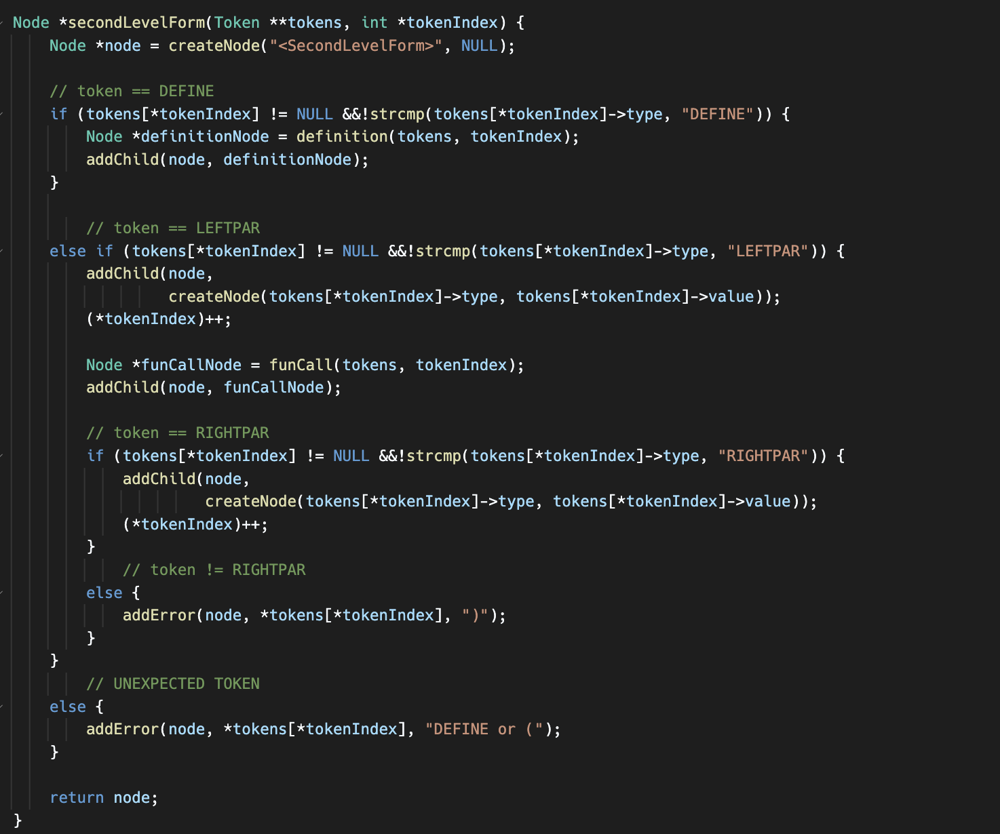 Node *secondLevelForm(Token **tokens, int *tokenIndex) {
    Node *node = createNode("<SecondLevelForm>", NULL);

    // token == DEFINE
    if (tokens[*tokenIndex] != NULL &&!strcmp(tokens[*tokenIndex]->type, "DEFINE")) {
        Node *definitionNode = definition(tokens, tokenIndex);
        addChild(node, definitionNode);
    }

        // token == LEFTPAR
    else if (tokens[*tokenIndex] != NULL &&!strcmp(tokens[*tokenIndex]->type, "LEFTPAR")) {
        addChild(node,
                 createNode(tokens[*tokenIndex]->type, tokens[*tokenIndex]->value));
        (*tokenIndex)++;

        Node *funCallNode = funCall(tokens, tokenIndex);
        addChild(node, funCallNode);

        // token == RIGHTPAR
        if (tokens[*tokenIndex] != NULL &&!strcmp(tokens[*tokenIndex]->type, "RIGHTPAR")) {
            addChild(node,
                     createNode(tokens[*tokenIndex]->type, tokens[*tokenIndex]->value));
            (*tokenIndex)++;
        }
            // token != RIGHTPAR
        else {
            addError(node, *tokens[*tokenIndex], ")");
        }
    }
        // UNEXPECTED TOKEN
    else {
        addError(node, *tokens[*tokenIndex], "DEFINE or (");
    }

    return node;
}